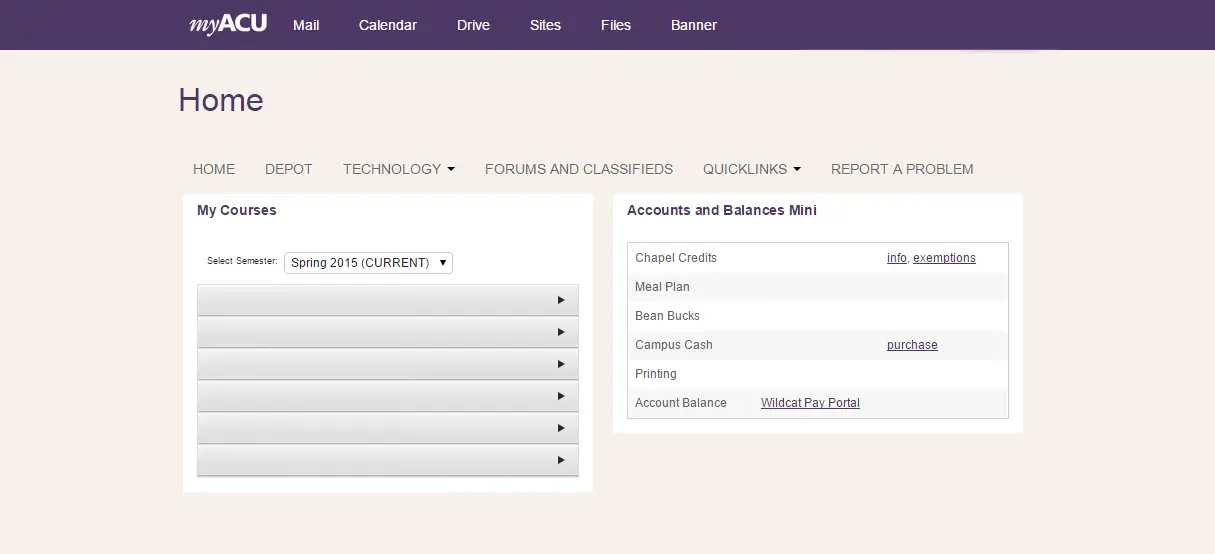 myACU Mail Calendar Drive Sites Files Banner
Home
HOME DEPOT TECHNOLOGY FORUMS AND CLASSIFIEDS QUICKLINKS REPORT A PROBLEM
My Courses
Select Semester: Spring 2015 (CURRENT)
Accounts and Balances Mini
Chapel Credits info, exemptions
Meal Plan
Bean Bucks
Campus Cash purchase
Printing
Account Balance Wildcat Pay Portal